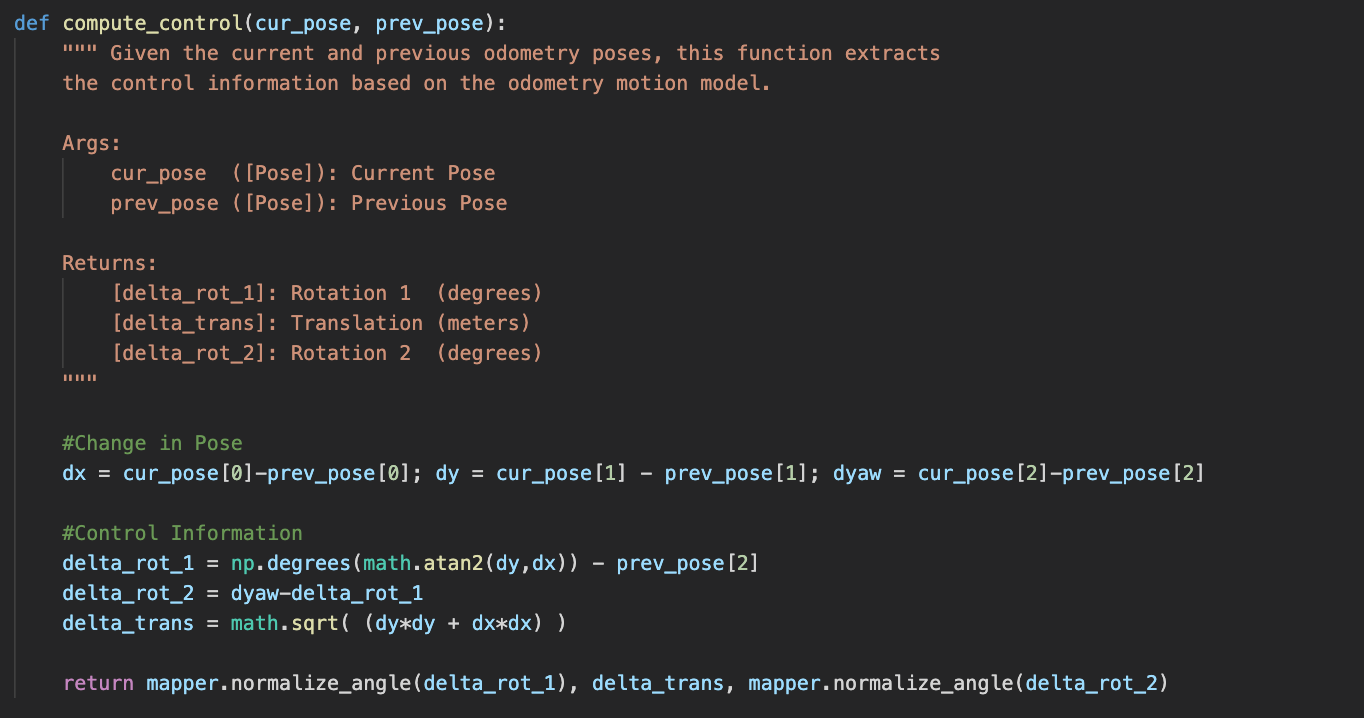 def compute_control(cur_pose, prev_pose):
    """ Given the current and previous odometry poses, this function extracts
    the control information based on the odometry motion model.

    Args:
        cur_pose  ([Pose]): Current Pose
        prev_pose ([Pose]): Previous Pose

    Returns:
        [delta_rot_1]: Rotation 1  (degrees)
        [delta_trans]: Translation (meters)
        [delta_rot_2]: Rotation 2  (degrees)
    """

    #Change in Pose
    dx = cur_pose[0]-prev_pose[0]; dy = cur_pose[1] - prev_pose[1]; dyaw = cur_pose[2]-prev_pose[2]

    #Control Information
    delta_rot_1 = np.degrees(math.atan2(dy,dx)) - prev_pose[2]
    delta_rot_2 = dyaw-delta_rot_1
    delta_trans = math.sqrt( (dy*dy + dx*dx) )

    return mapper.normalize_angle(delta_rot_1), delta_trans, mapper.normalize_angle(delta_rot_2)